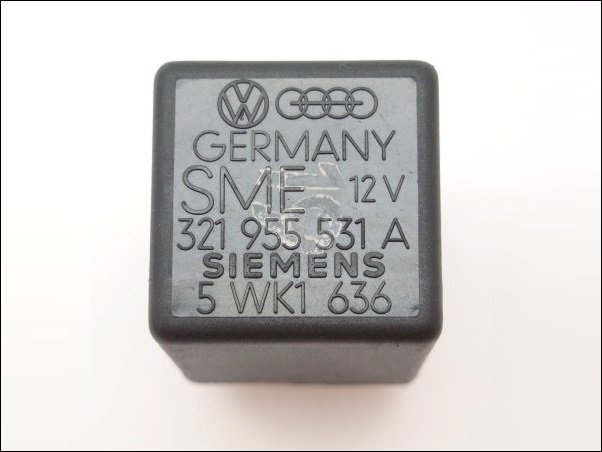 GERMANY
SME 12 V
321 955 531 A
SIEMENS
5 WK1 636